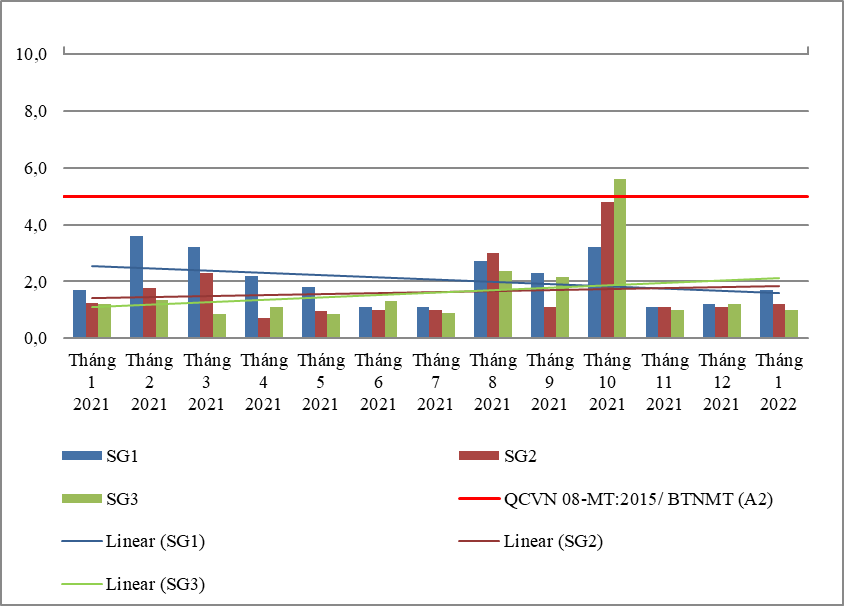 10,0
8,0
6,0
4,0
2,0
0,0
Tháng Tháng Tháng Tháng Tháng Tháng Tháng Tháng Tháng Tháng Tháng Tháng Tháng
1 2 3 4 5 6 7 8 9 10 11 12 1
2021 2021 2021 2021 2021 2021 2021 2021 2021 2021 2021 2021 2022
SG1 SG2
SG3 QCVN 08-MT:2015/ BTNMT (A2)
Linear (SG1) Linear (SG2)
Linear (SG3)